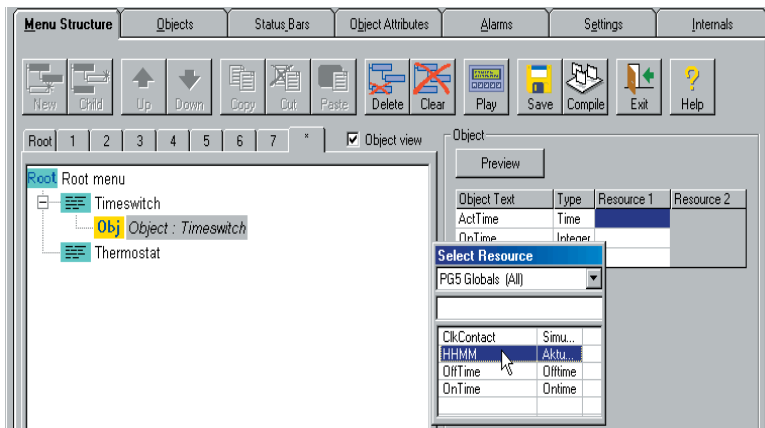 Menu Structure Objects Status Bars Object Attributes Alarms Settings Internals
New Child Up Down Copy Cut Paste Delete Clear Play Save Compile Exit Help
Root 1 2 3 4 5 6 7 * Object view
Object
Preview
Root Root menu
Timeswitch
Obj Object : Timeswitch
Thermostat
Object Text Type Resource 1 Resource 2
ActTime Time
OnTime Integer
Select Resource
PG5 Globals (All)
ClkContact Simu...
HHMM Aktu...
OffTime Offtime
OnTime Ontime